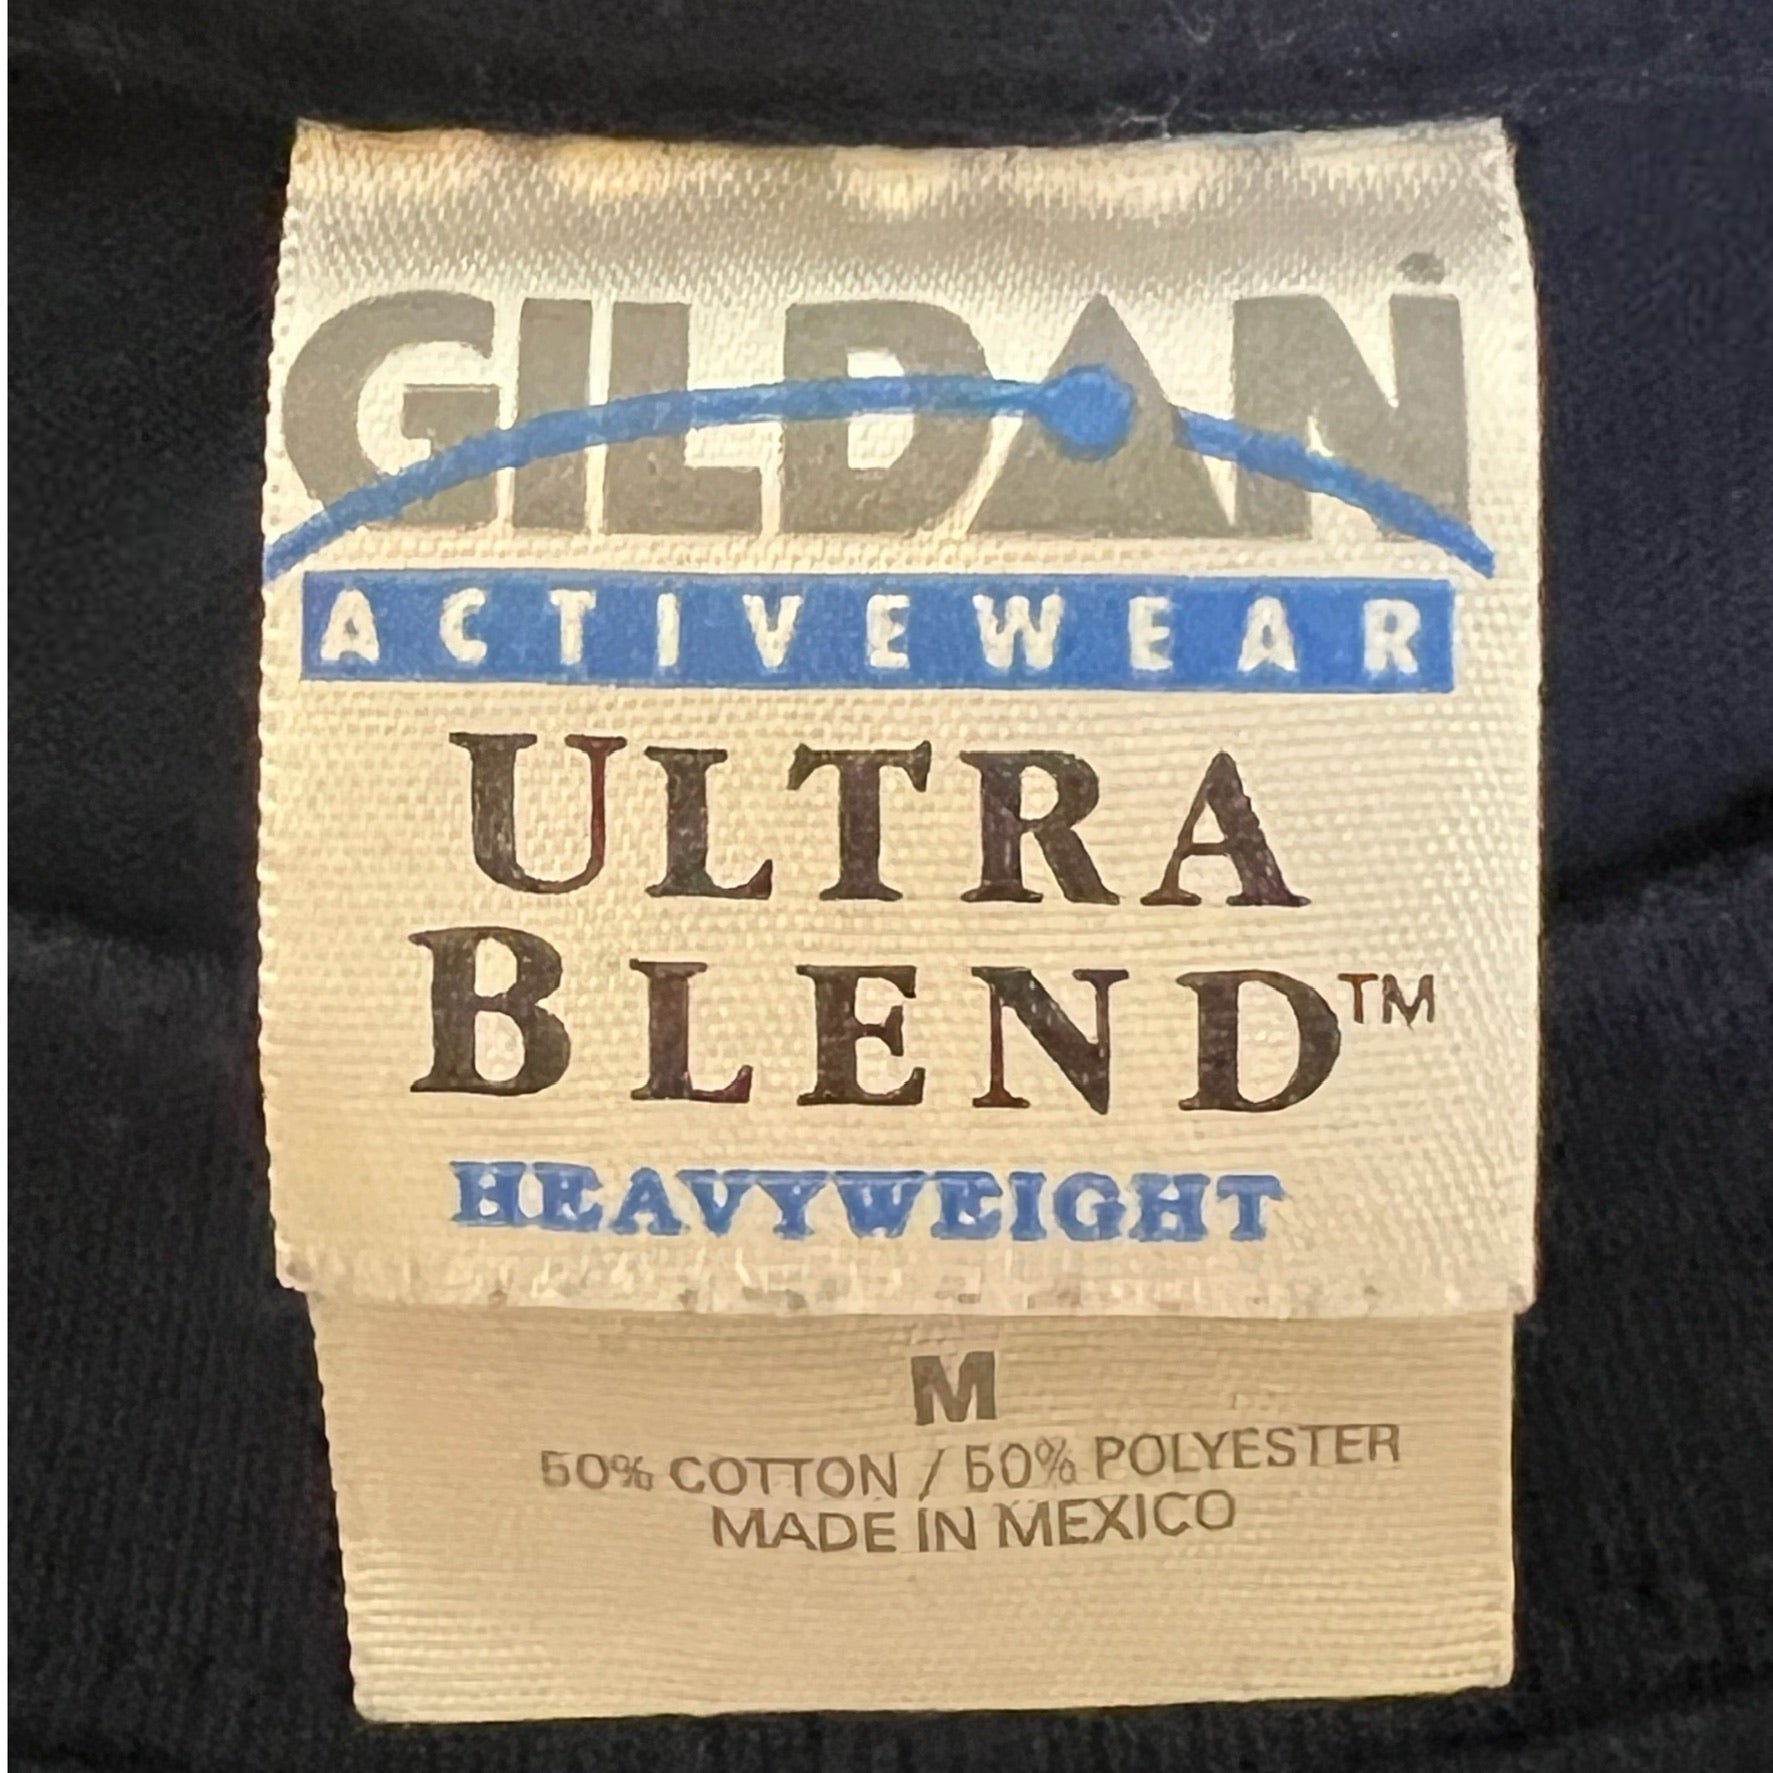 GILDAN
ACTIVEWEAR
ULTRA
BLEND™
HEAVYWEIGHT
M
50% COTTON / 50% POLYESTER
MADE IN MEXICO